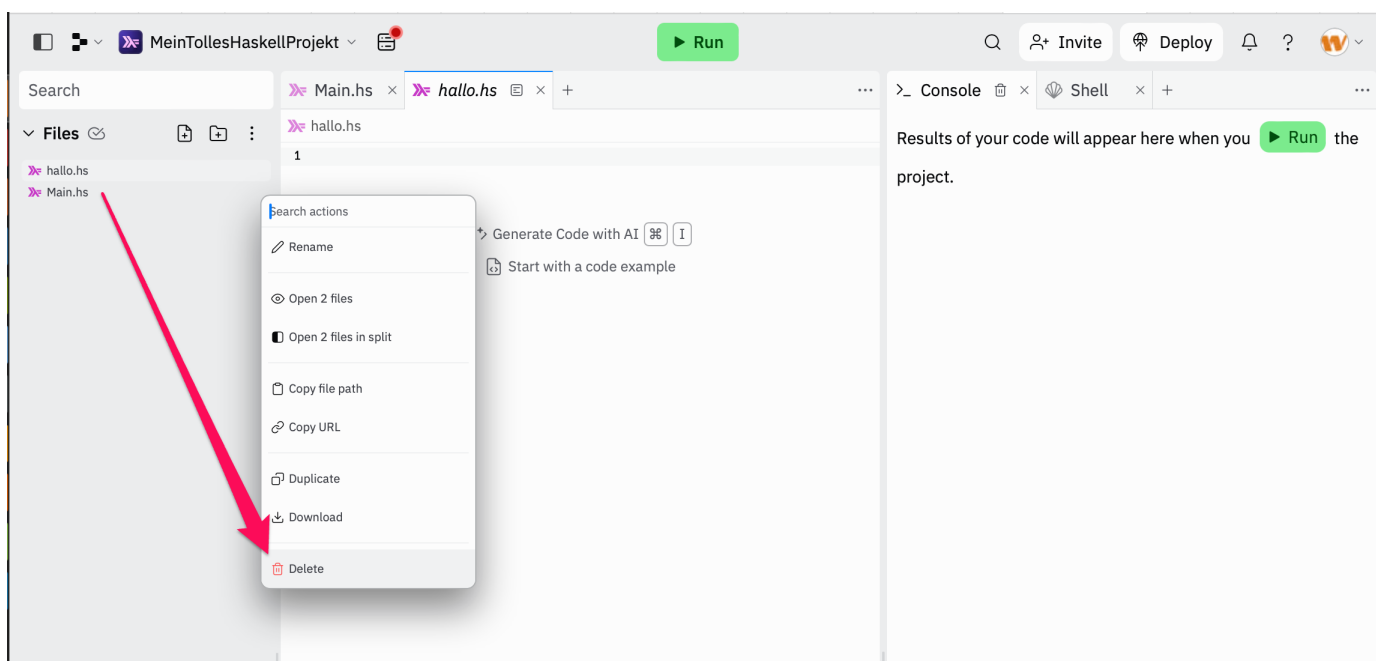 MeinTollesHaskellProjekt
Run
Invite
Deploy
?
Search
Files
hallo.hs
Main.hs
Main.hs
hallo.hs
hallo.hs
1
Generate Code with AI ⌘ I
Start with a code example
Search actions
Rename
Open 2 files
Open 2 files in split
Copy file path
Copy URL
Duplicate
Download
Delete
Console
Shell
Results of your code will appear here when you Run the
project.